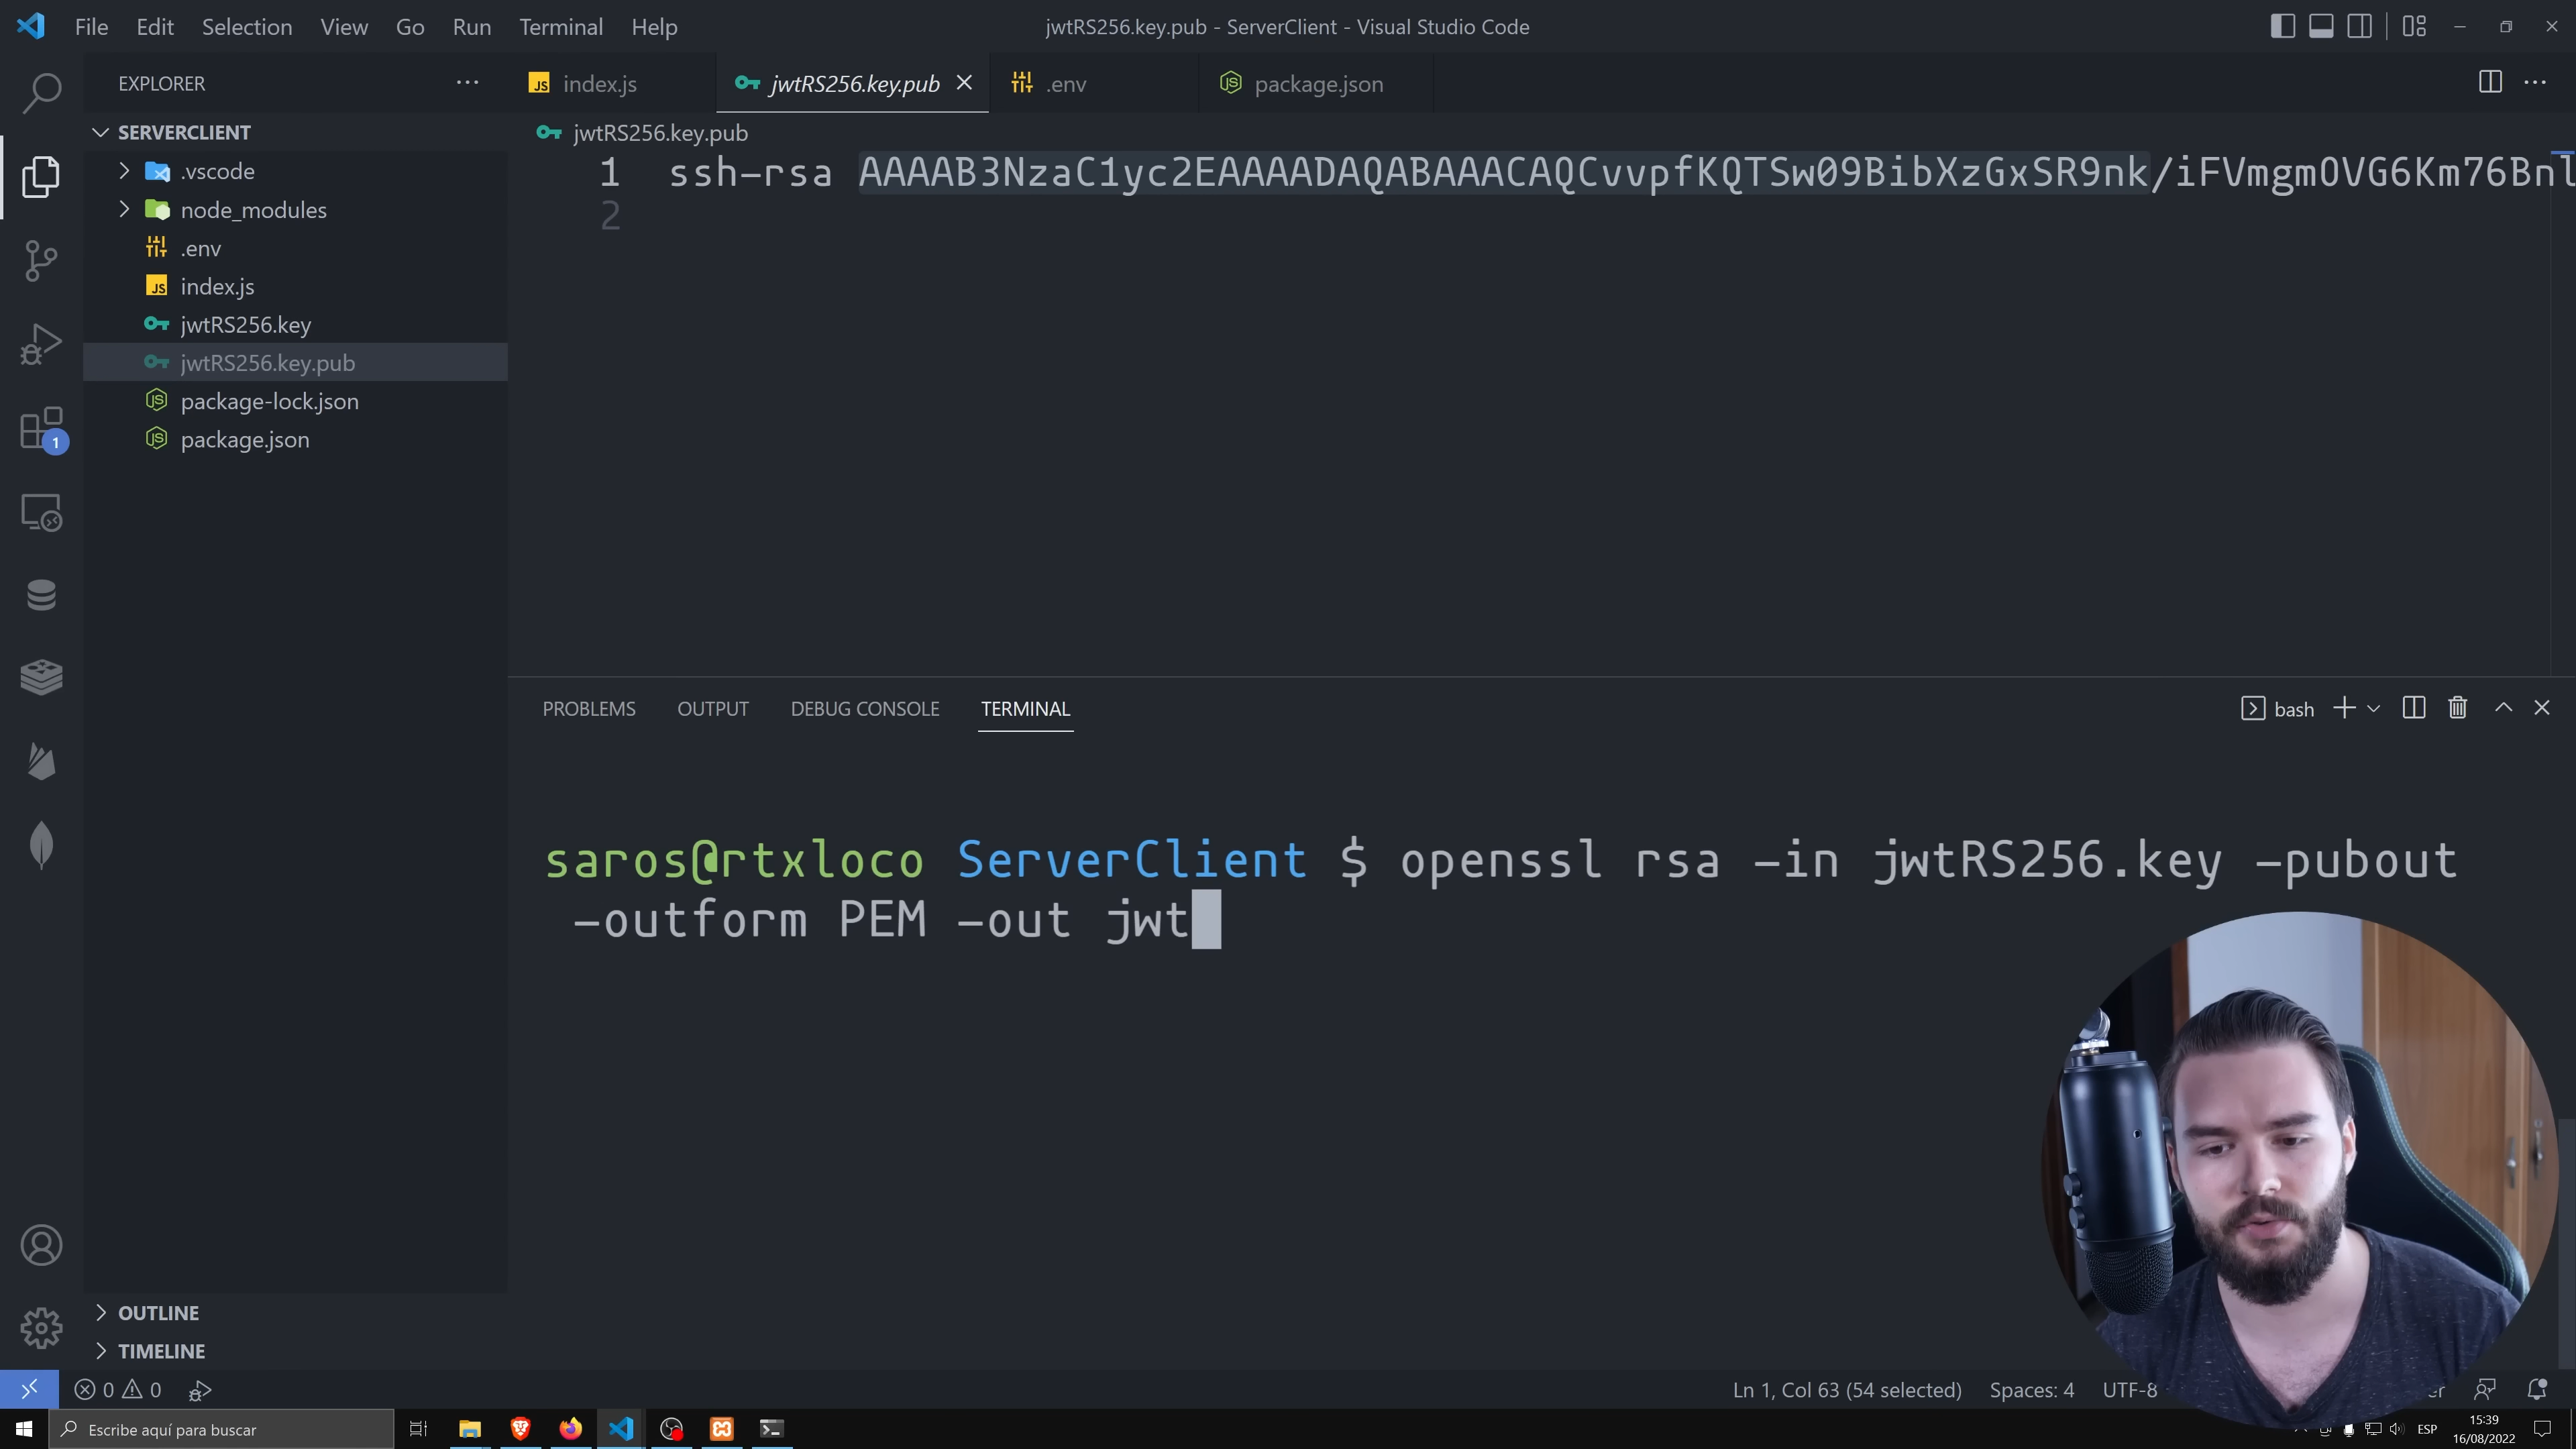 File Edit Selection View Go Run Terminal Help
jwtRS256.key.pub - ServerClient - Visual Studio Code
EXPLORER
index.js
jwtRS256.key.pub
.env
package.json
SERVERCLIENT
.vscode
node_modules
.env
index.js
jwtRS256.key
jwtRS256.key.pub
package-lock.json
package.json
jwtRS256.key.pub
1 ssh-rsa AAAAB3NzaC1yc2EAAAADAQABAAACAQCvvpfKQTSw09BibXzGxSR9nk/iFVmgmOVG6Km76Bnl
2
1
PROBLEMS OUTPUT DEBUG CONSOLE TERMINAL
bash
saros@rtxloco ServerClient $ openssl rsa -in jwtRS256.key -pubout
-outform PEM -out jwt
OUTLINE
TIMELINE
0 0
Ln 1, Col 63 (54 selected) Spaces: 4 UTF-8
Escribe aquí para buscar
ESP
15:39
16/08/2022